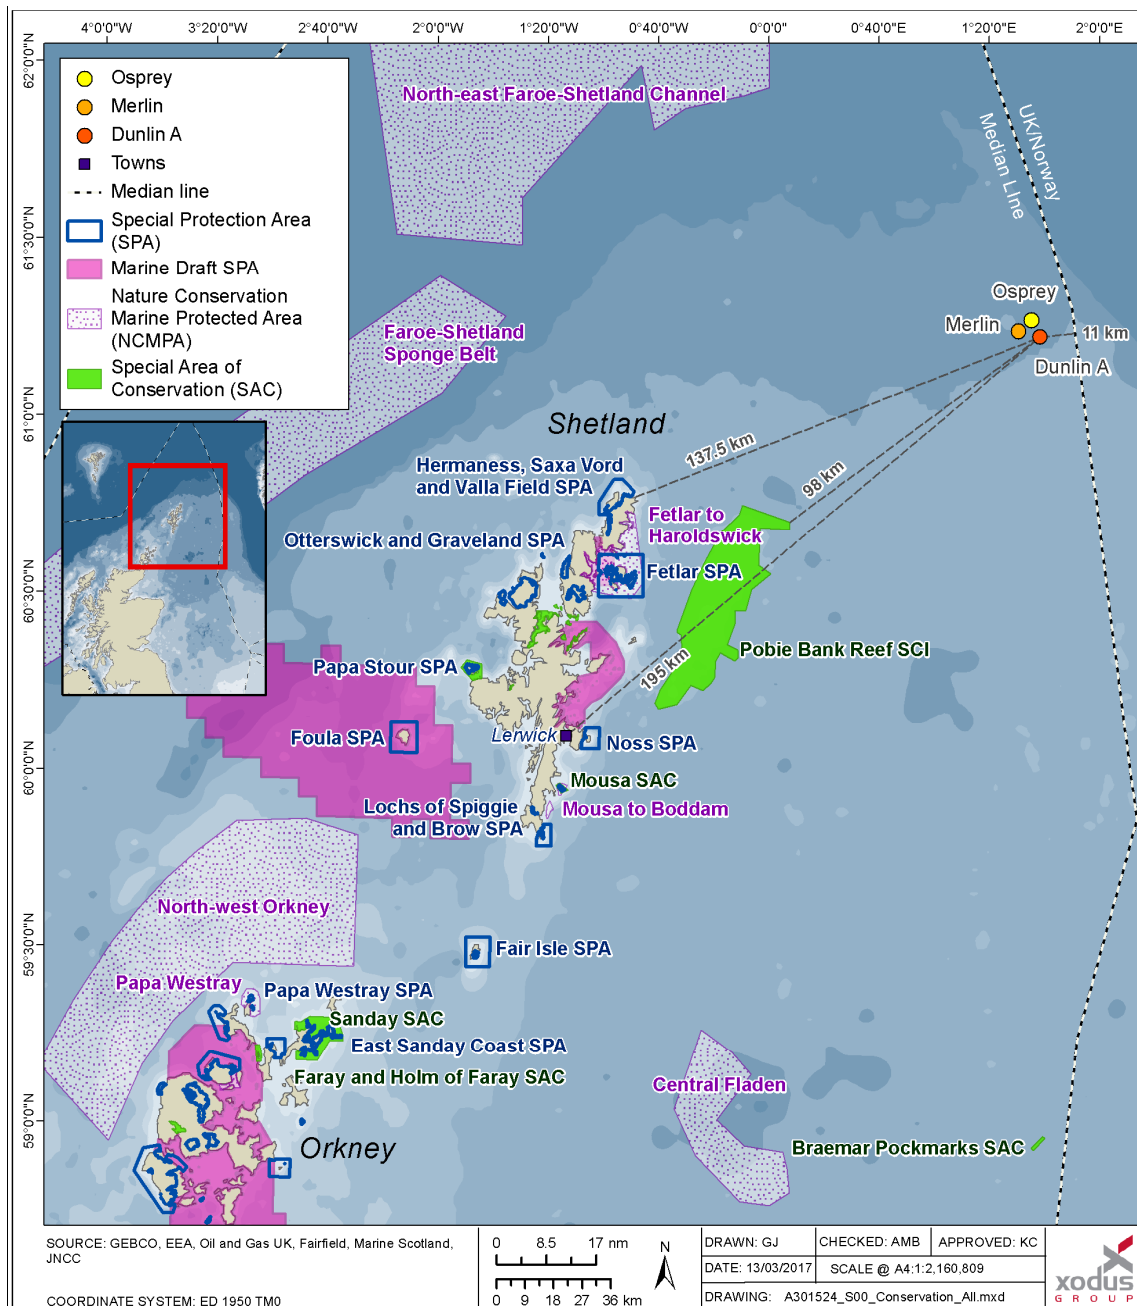 4°0'0"W 3°20'0"W 2°40'0"W 2°0'0"W 1°20'0"W 0°40'0"W 0°0'0" 0°40'0"E 1°20'0"E 2°0'0"E
62°0'0"N
61°30'0"N
61°0'0"N
60°30'0"N
60°0'0"N
59°30'0"N
59°0'0"N
Osprey
Merlin
Dunlin A
Towns
Median line
Special Protection Area
(SPA)
Marine Draft SPA
Nature Conservation
Marine Protected Area
(NCMPA)
Special Area of
Conservation (SAC)
North-east Faroe-Shetland Channel
UK/Norway
Median LIne
Faroe-Shetland
Sponge Belt
Osprey
Merlin
Dunlin A
11 km
Shetland
137.5 km
98 km
195 km
Hermaness, Saxa Vord
and Valla Field SPA
Fetlar to
Haroldswick
Otterswick and Graveland SPA
Fetlar SPA
Pobie Bank Reef SCI
Papa Stour SPA
Foula SPA
Lerwick
Noss SPA
Mousa SAC
Mousa to Boddam
Lochs of Spiggie
and Brow SPA
North-west Orkney
Fair Isle SPA
Papa Westray
Papa Westray SPA
Sanday SAC
East Sanday Coast SPA
Faray and Holm of Faray SAC
Central Fladen
Orkney
Braemar Pockmarks SAC
SOURCE: GEBCO, EEA, Oil and Gas UK, Fairfield, Marine Scotland,
JNCC
COORDINATE SYSTEM: ED 1950 TM0
0 8.5 17 nm
0 9 18 27 36 km
N
DRAWN: GJ CHECKED: AMB APPROVED: KC
DATE: 13/03/2017 SCALE @ A4:1:2,160,809
DRAWING: A301524_S00_Conservation_All.mxd
xodus
GROUP